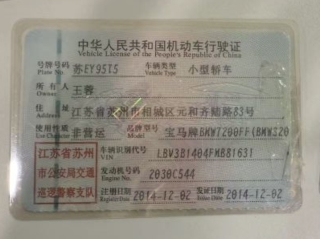 中华人民共和国机动车行驶证
Vehicle License of the People's Republic of China
号牌号码 苏EY95T5 车辆类型 小型轿车
Plate No. Vehicle Type
所有人 王蓉
Owner
住址 江苏省苏州市相城区元和齐陆路83号
Address
使用性质 非营运 品牌型号 宝马牌BMW7200FF(BMW320
Use Character Model
江苏省苏州 车辆识别代号 LBV3B1404FMB81631
VIN
市公安局交通 发动机号码 2030C544
Engine No.
巡逻警察支队 注册日期 2014-12-02 发证日期 2014-12-02
Register Date Issue Date